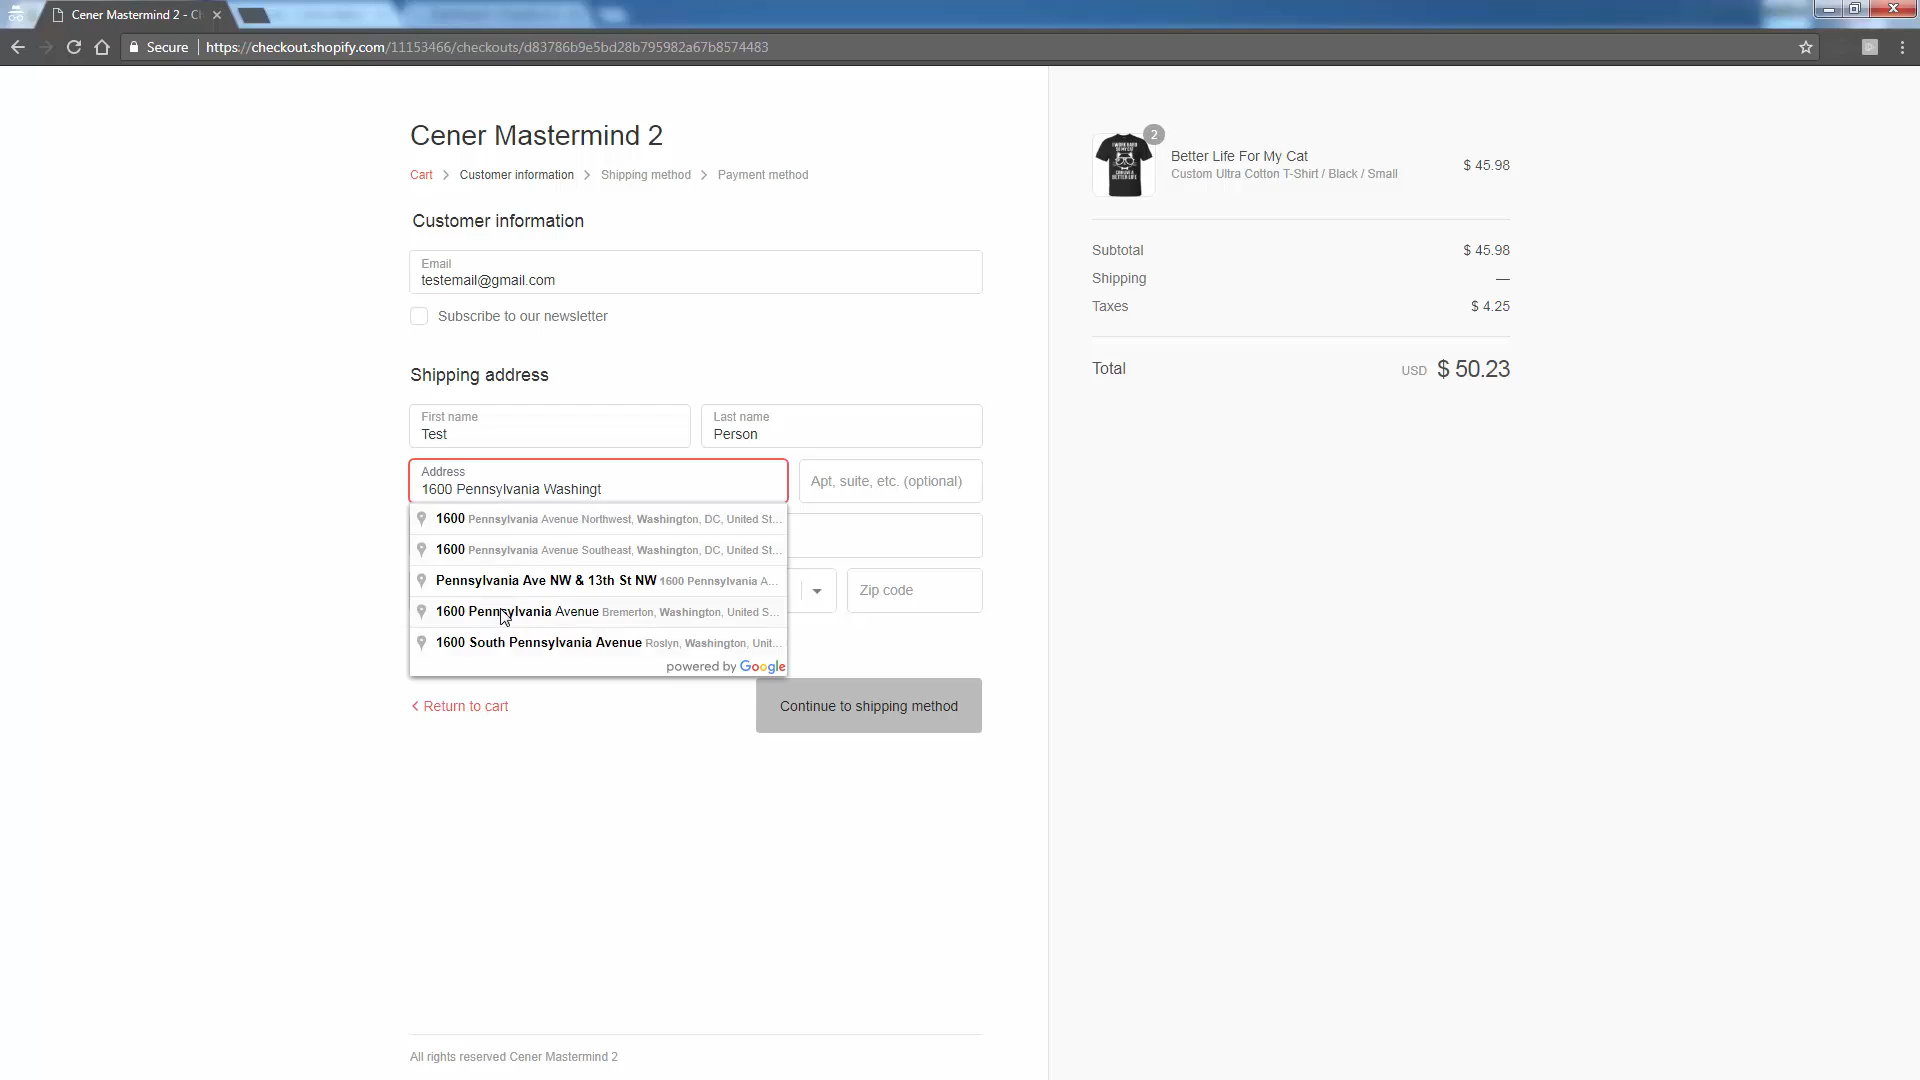 Cener Mastermind 2 - Cl
Secure
https://checkout.shopify.com/11153466/checkouts/d83786b9e5bd28b795982a67b8574483
Cener Mastermind 2
Cart > Customer information > Shipping method > Payment method
Customer information
Email
testemail@gmail.com
Subscribe to our newsletter
Shipping address
First name
Test
Last name
Person
Address
1600 Pennsylvania Washingt
Apt, suite, etc. (optional)
1600 Pennsylvania Avenue Northwest, Washington, DC, United St...
1600 Pennsylvania Avenue Southeast, Washington, DC, United St...
Pennsylvania Ave NW & 13th St NW 1600 Pennsylvania A...
1600 Pennsylvania Avenue Bremerton, Washington, United S...
1600 South Pennsylvania Avenue Roslyn, Washington, Unit...
powered by Google
Zip code
< Return to cart
Continue to shipping method
All rights reserved Cener Mastermind 2
2
Better Life For My Cat
Custom Ultra Cotton T-Shirt / Black / Small
$ 45.98
Subtotal
$ 45.98
Shipping
—
Taxes
$ 4.25
Total
USD $ 50.23